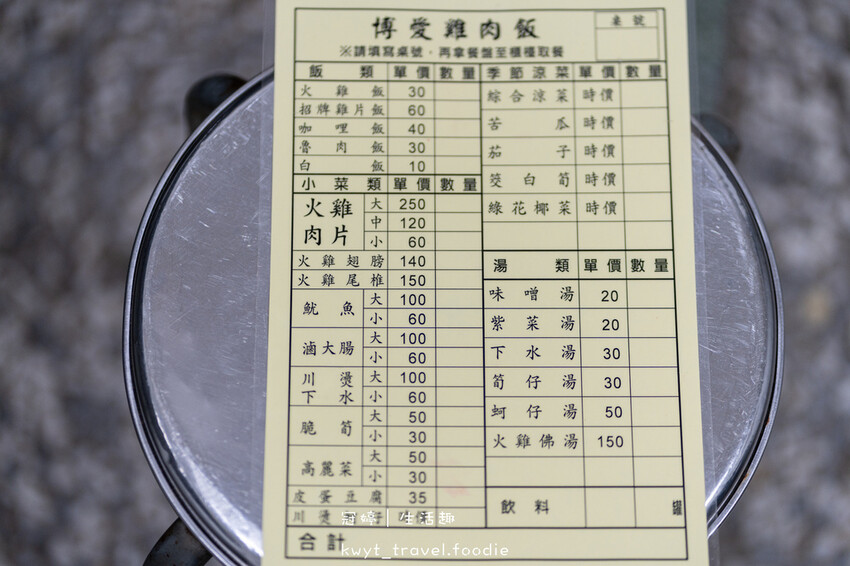 博愛雞肉飯
桌號
※請填寫桌號,再拿餐盤至櫃檯取餐
飯類 單價 數量
火雞飯 30
招牌雞片飯 60
咖哩飯 40
魯肉飯 30
白飯 10
小菜類 單價 數量
火雞肉片 大 250
中 120
小 60
火雞翅膀 140
火雞尾椎 150
魷魚 大 100
小 60
滷大腸 大 100
小 60
川燙下水 大 100
小 60
脆筍 大 50
小 30
高麗菜 大 50
小 30
皮蛋豆腐 35
川燙
合計
季節涼菜 單價 數量
綜合涼菜 時價
苦瓜 時價
茄子 時價
筊白筍 時價
綠花椰菜 時價
湯類 單價 數量
味噌湯 20
紫菜湯 20
下水湯 30
筍仔湯 30
蚵仔湯 50
火雞佛湯 150
飲料 罐
冠婷|生活趣
kwyt_travel.foodie